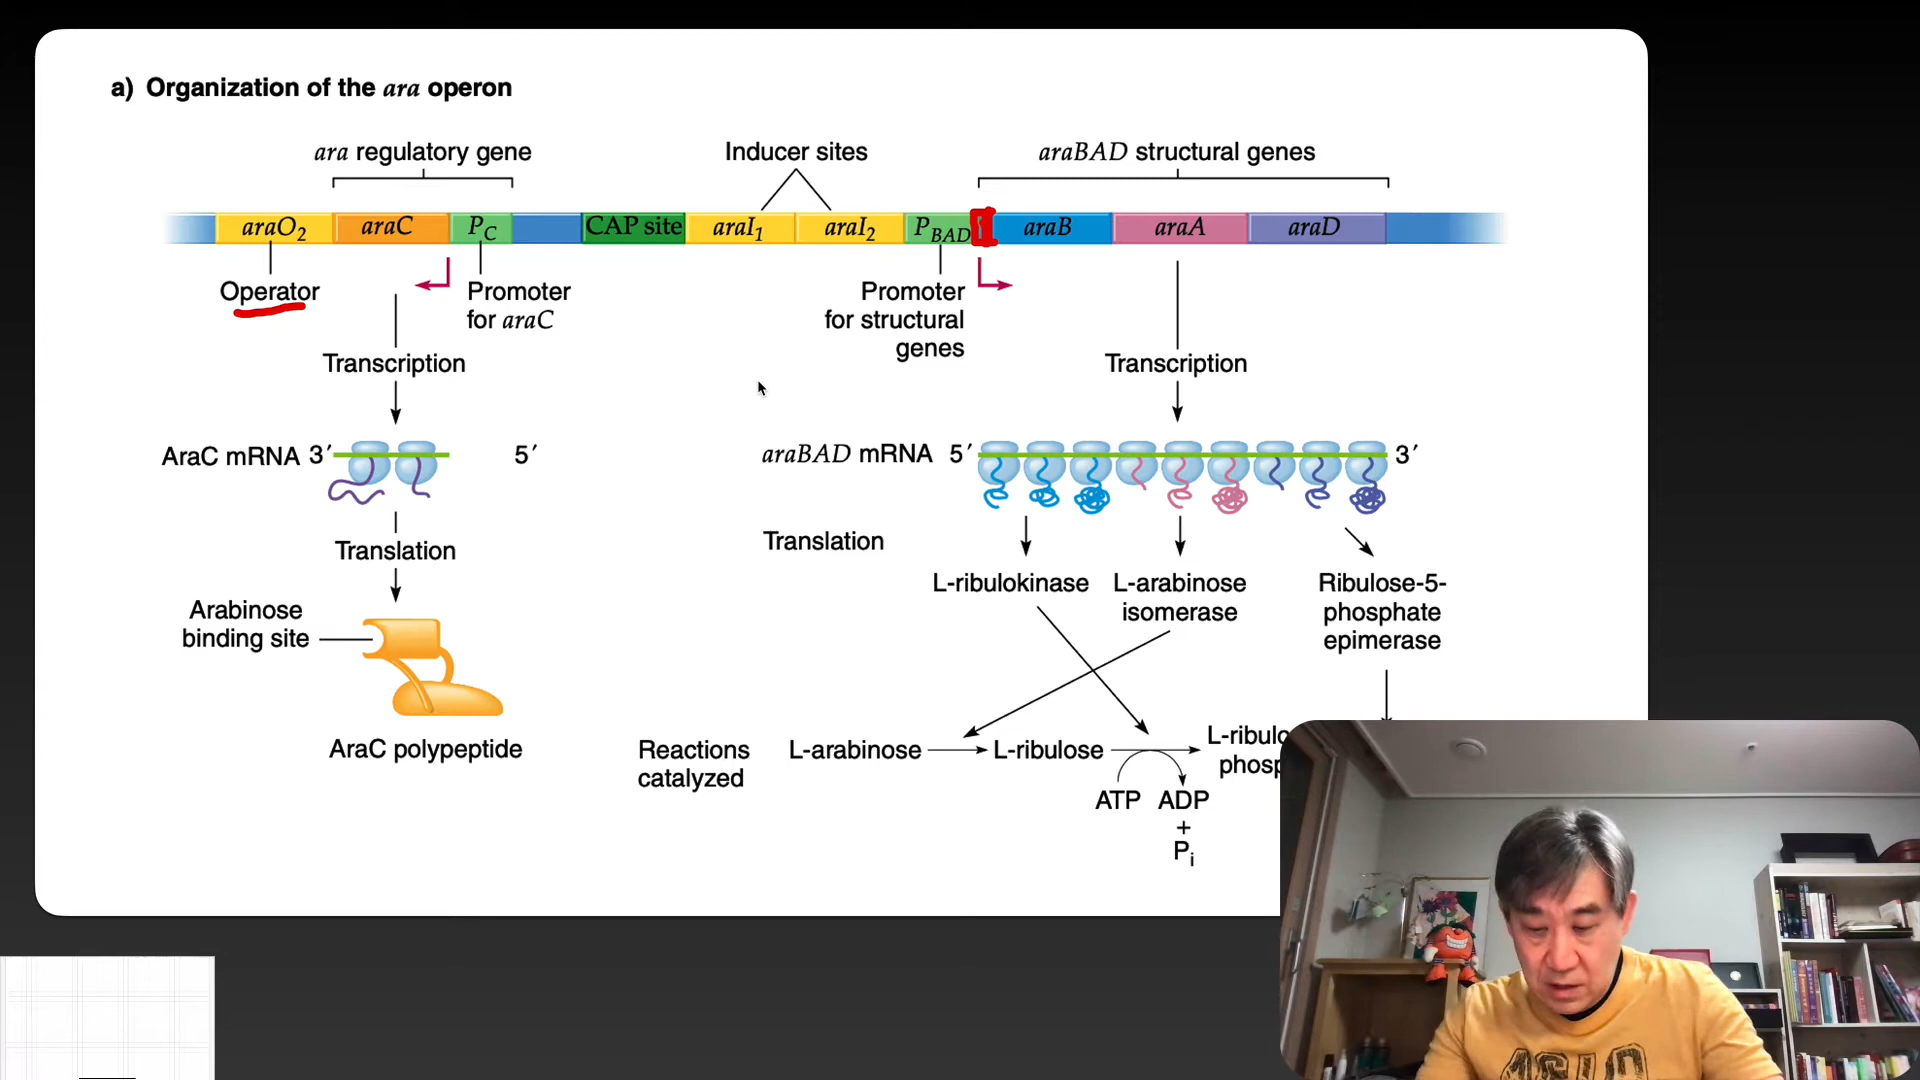 a) Organization of the ara operon
ara regulatory gene
Inducer sites
araBAD structural genes
araO2
araC
PC
CAP site
araI1
araI2
PBAD
araB
araA
araD
Operator
Promoter
for araC
Promoter
for structural
genes
Transcription
Transcription
AraC mRNA 3′
5′
araBAD mRNA 5′
3′
Translation
Translation
L-ribulokinase
L-arabinose
isomerase
Ribulose-5-
phosphate
epimerase
Arabinose
binding site
AraC polypeptide
Reactions
catalyzed
L-arabinose
L-ribulose
L-ribulo
phosp
ATP
ADP
+
Pi